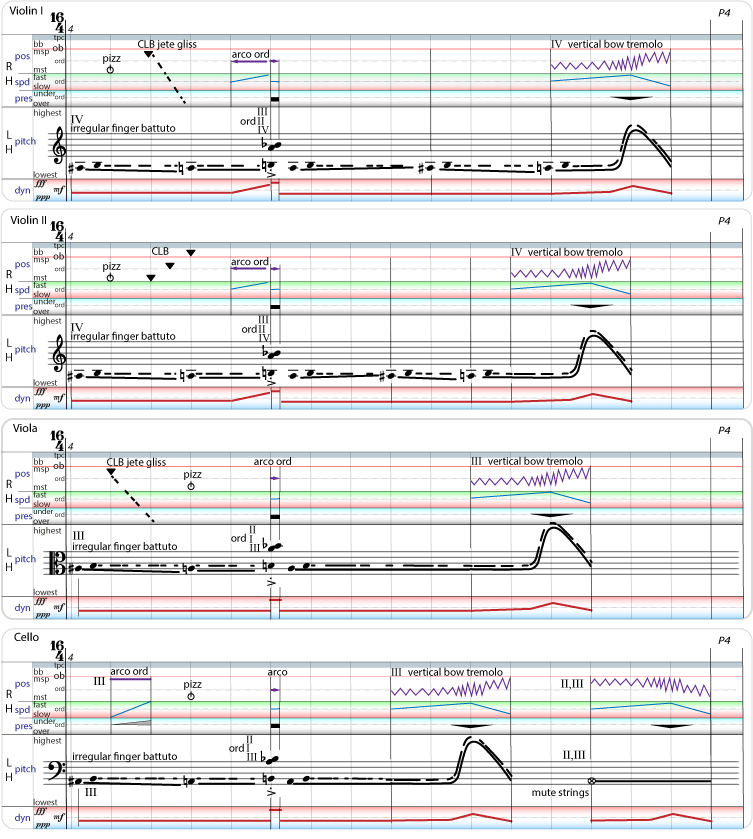 Violin I
16
4
4
P4
bb tpc
msp ob
pos
ord
mst
R
H
spd
fast
slow
ord
pres
under
over
ord
pizz
CLB jete gliss
arco ord
IV vertical bow tremolo
highest
L
H
pitch
lowest
IV
irregular finger battuto
III
ord II
IV
dyn
fff
ppp
mf
Violin II
16
4
4
P4
bb tpc
msp ob
pos
ord
mst
R
H
spd
fast
slow
ord
pres
under
over
ord
pizz
CLB
arco ord
IV vertical bow tremolo
highest
L
H
pitch
lowest
IV
irregular finger battuto
III
ord II
IV
dyn
fff
ppp
mf
Viola
16
4
4
P4
bb tpc
msp ob
pos
ord
mst
R
H
spd
fast
slow
ord
pres
under
over
ord
CLB jete gliss
pizz
arco ord
III vertical bow tremolo
highest
L
H
pitch
lowest
III
irregular finger battuto
II
ord I
III
dyn
fff
ppp
mf
Cello
16
4
4
P4
bb tpc
msp ob
pos
ord
mst
R
H
spd
fast
slow
ord
pres
under
over
ord
III
arco ord
pizz
arco
III vertical bow tremolo
II,III
highest
L
H
pitch
lowest
irregular finger battuto
III
II
ord I
III
II,III
mute strings
dyn
fff
ppp
mf